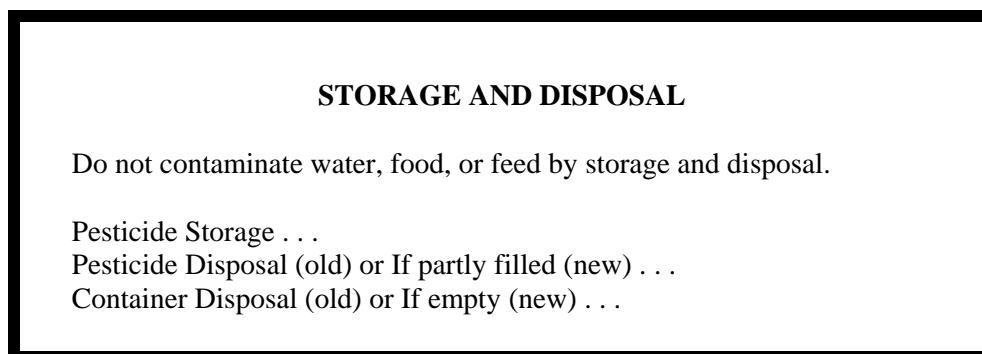 STORAGE AND DISPOSAL
Do not contaminate water, food, or feed by storage and disposal.
Pesticide Storage . . .
Pesticide Disposal (old) or If partly filled (new) . . .
Container Disposal (old) or If empty (new) . . .